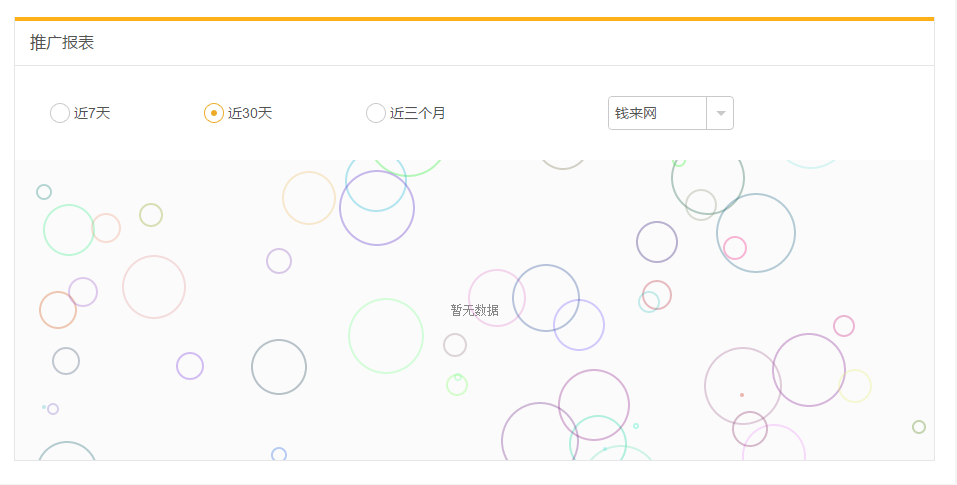 推广报表
近7天
近30天
近三个月
钱来网
暂无数据